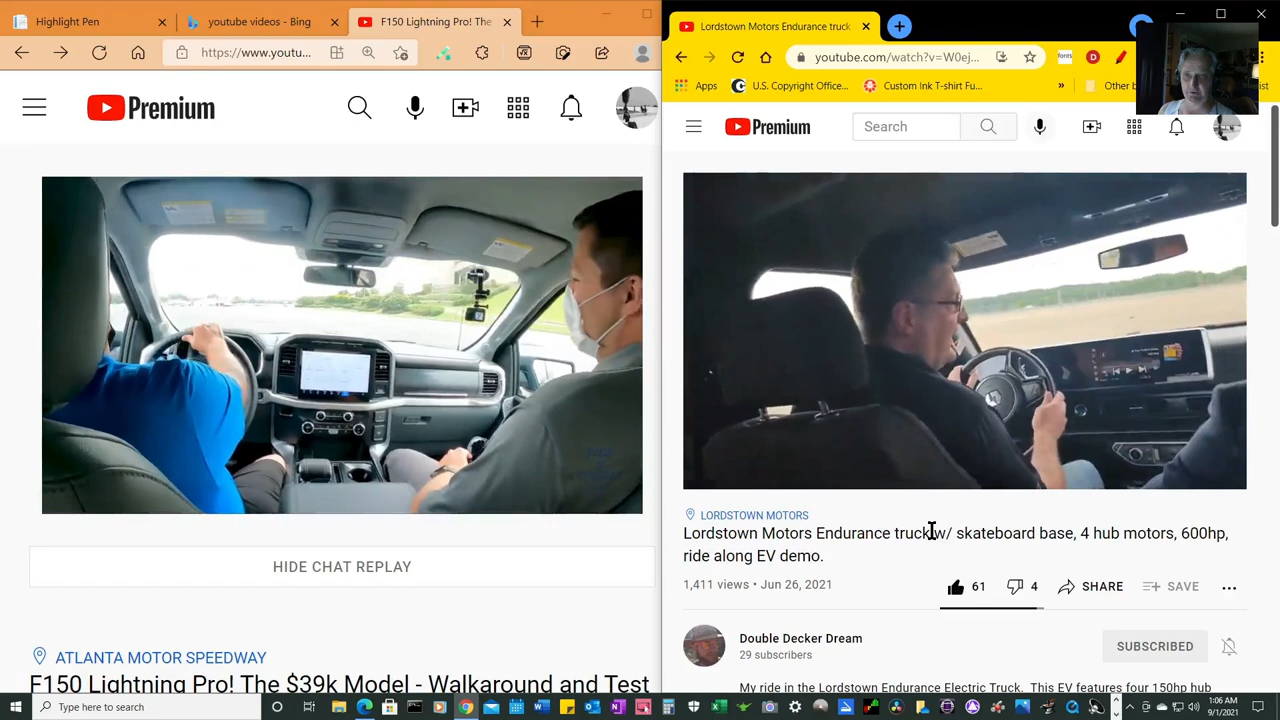 Highlight Pen
youtube videos - Bing
F150 Lightning Pro! The
https://www.youtu...
Premium
HIDE CHAT REPLAY
ATLANTA MOTOR SPEEDWAY
F150 Lightning Pro! The $39k Model - Walkaround and Test
Lordstown Motors Endurance truck
youtube.com/watch?v=W0ej...
fonts
D
Apps
U.S. Copyright Office...
Custom Ink T-shirt Fu...
»
Other b
ist
Premium
Search
LORDSTOWN MOTORS
Lordstown Motors Endurance truck w/ skateboard base, 4 hub motors, 600hp,
ride along EV demo.
1,411 views • Jun 26, 2021
61
4
SHARE
SAVE
Double Decker Dream
29 subscribers
SUBSCRIBED
My ride in the Lordstown Endurance Electric Truck. This EV features four 150hp hub
Type here to search
1:06 AM
9/1/2021